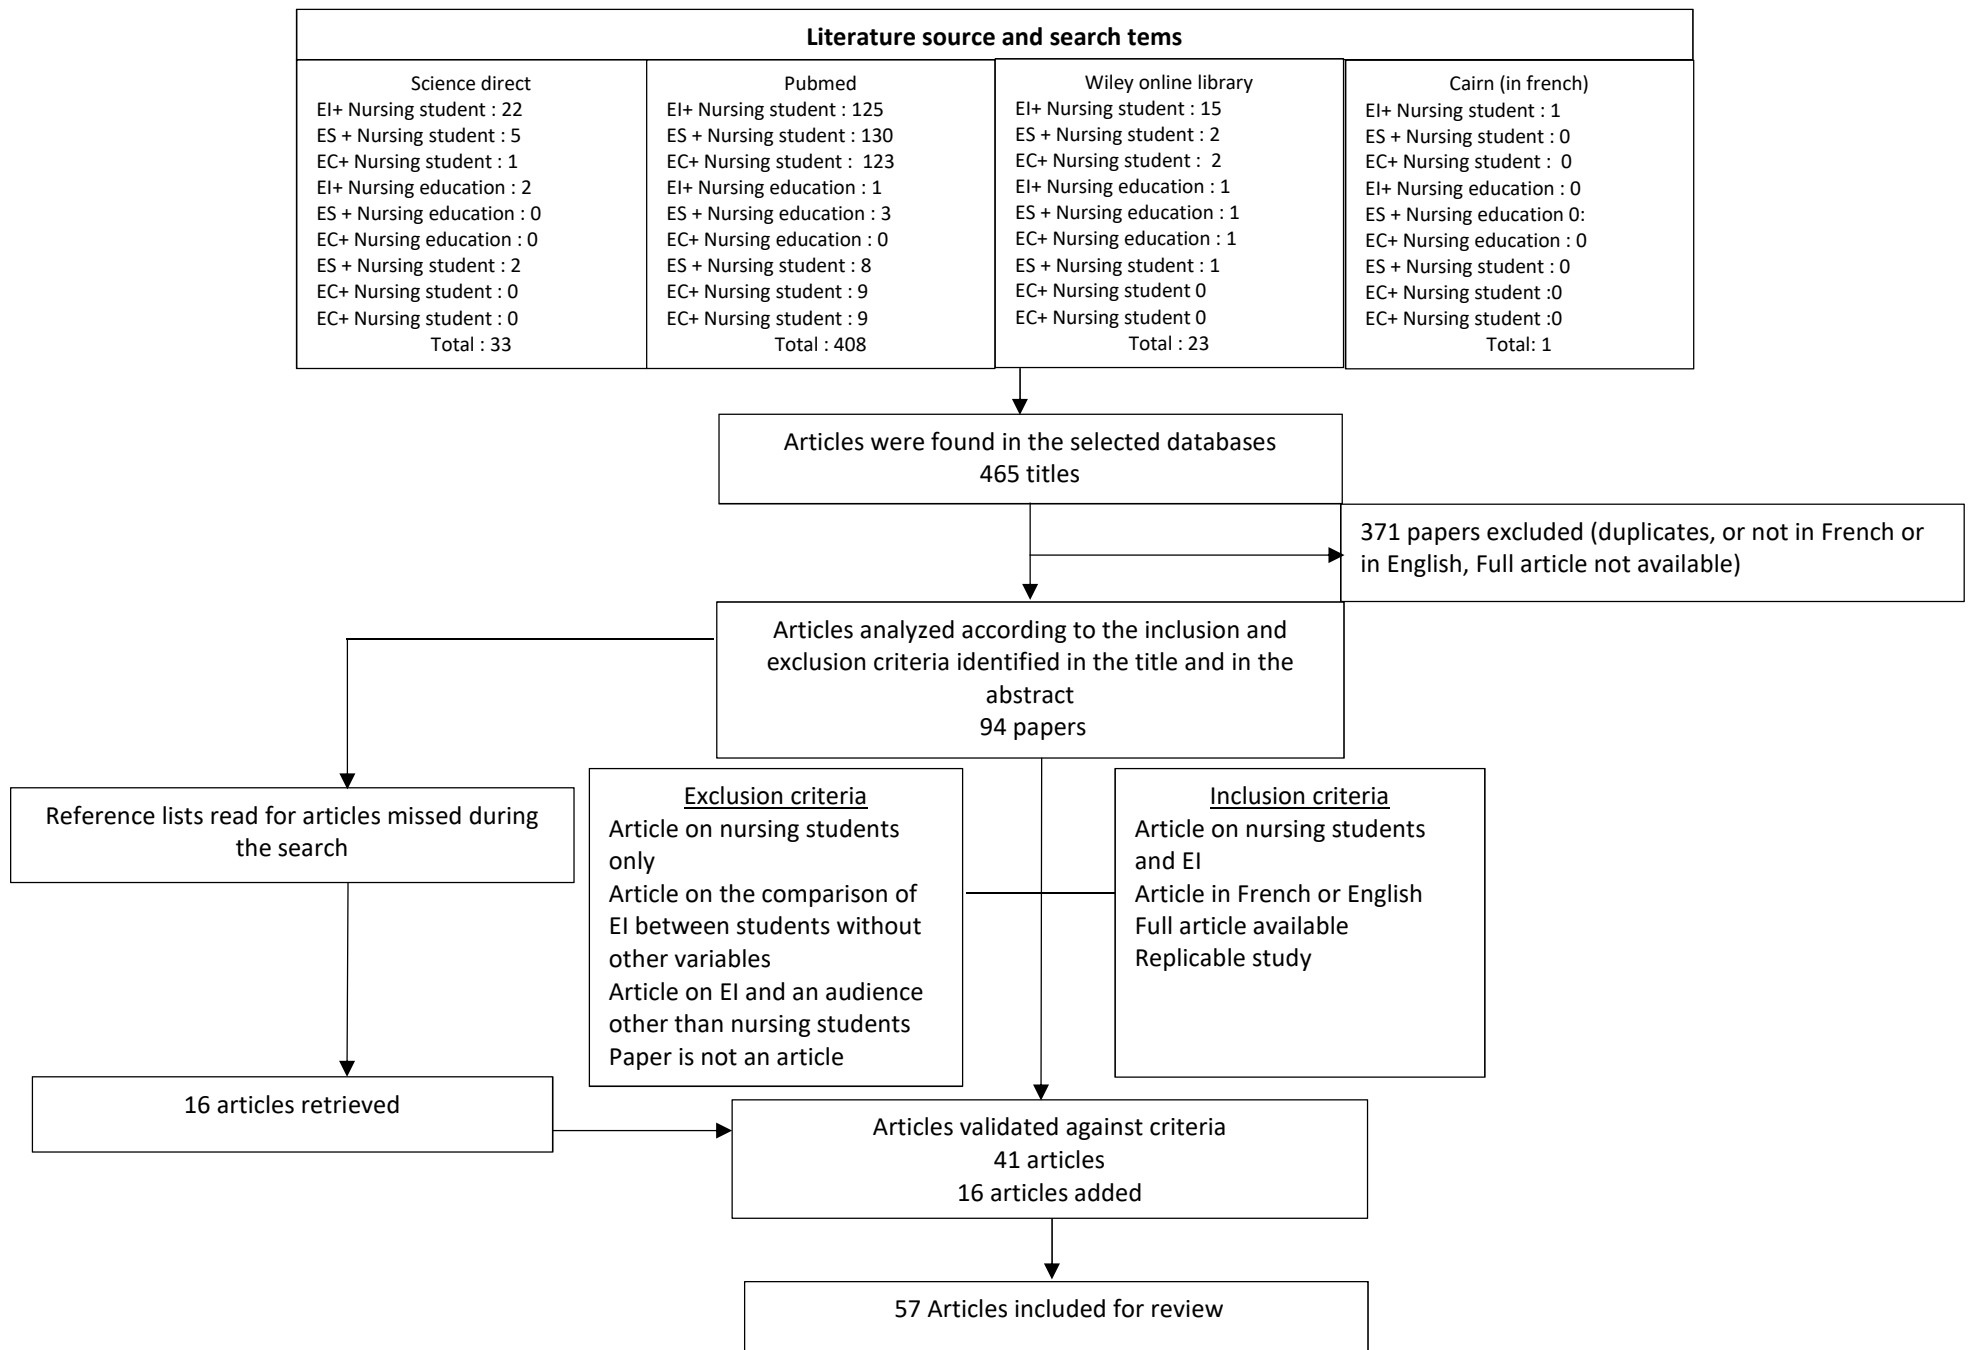 Literature source and search tems
Science direct
EI+ Nursing student : 22
ES + Nursing student : 5
EC+ Nursing student : 1
EI+ Nursing education : 2
ES + Nursing education : 0
EC+ Nursing education : 0
ES + Nursing student : 2
EC+ Nursing student : 0
EC+ Nursing student : 0
Total : 33
Pubmed
EI+ Nursing student : 125
ES + Nursing student : 130
EC+ Nursing student : 123
EI+ Nursing education : 1
ES + Nursing education : 3
EC+ Nursing education : 0
ES + Nursing student : 8
EC+ Nursing student : 9
EC+ Nursing student : 9
Total : 408
Wiley online library
EI+ Nursing student : 15
ES + Nursing student : 2
EC+ Nursing student : 2
EI+ Nursing education : 1
ES + Nursing education : 1
EC+ Nursing education : 1
ES + Nursing student : 1
EC+ Nursing student 0
EC+ Nursing student 0
Total : 23
Cairn (in french)
EI+ Nursing student : 1
ES + Nursing student : 0
EC+ Nursing student : 0
EI+ Nursing education : 0
ES + Nursing education 0:
EC+ Nursing education : 0
ES + Nursing student : 0
EC+ Nursing student :0
EC+ Nursing student :0
Total: 1
Articles were found in the selected databases
465 titles
371 papers excluded (duplicates, or not in French or
in English, Full article not available)
Articles analyzed according to the inclusion and
exclusion criteria identified in the title and in the
abstract
94 papers
Reference lists read for articles missed during
the search
Exclusion criteria
Article on nursing students
only
Article on the comparison of
EI between students without
other variables
Article on EI and an audience
other than nursing students
Paper is not an article
Inclusion criteria
Article on nursing students
and EI
Article in French or English
Full article available
Replicable study
16 articles retrieved
Articles validated against criteria
41 articles
16 articles added
57 Articles included for review